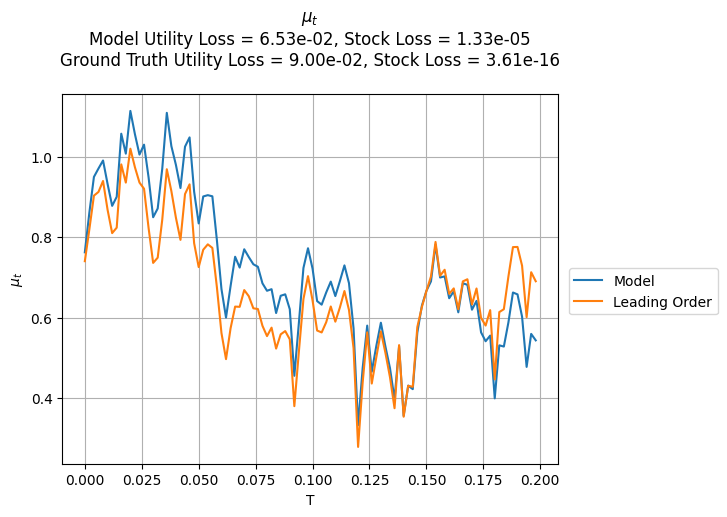 μt
Model Utility Loss = 6.53e-02, Stock Loss = 1.33e-05
Ground Truth Utility Loss = 9.00e-02, Stock Loss = 3.61e-16
μt
1.0
0.8
0.6
0.4
0.000 0.025 0.050 0.075 0.100 0.125 0.150 0.175 0.200
T
Model
Leading Order